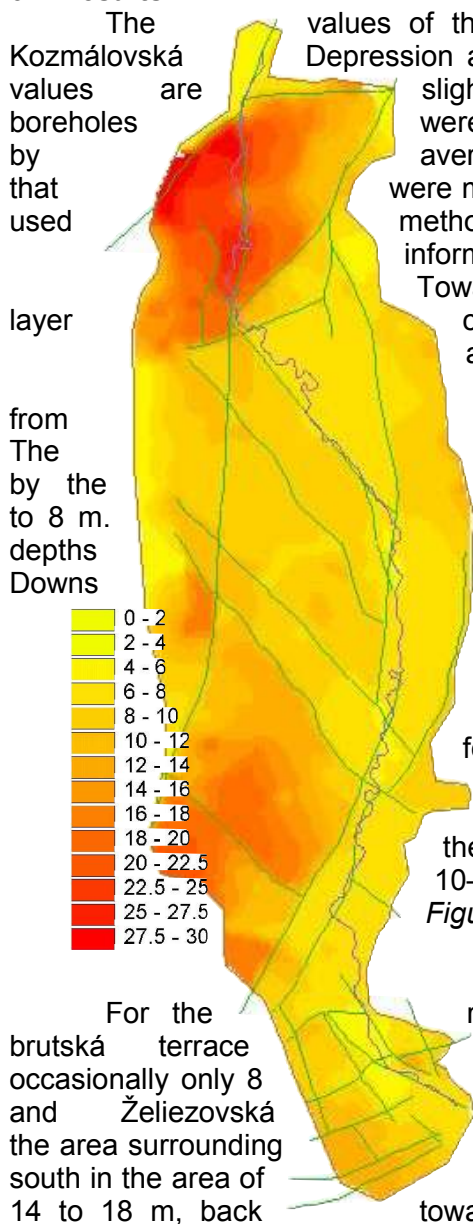 The values of th
Kozmálovská Depression a
values are sligh
boreholes were
by aver
that were m
used metho
inform
Tow
layer
from
The
by the
to 8 m.
depths
Downs
0 - 2
2 - 4
4 - 6
6 - 8
8 - 10
10 - 12
12 - 14
14 - 16
16 - 18
18 - 20
20 - 22.5
22.5 - 25
25 - 27.5
27.5 - 30
the
10-
Figu
For the
brutská terrace
occasionally only 8
and Želiezovská
the area surrounding
south in the area of
14 to 18 m, back towa